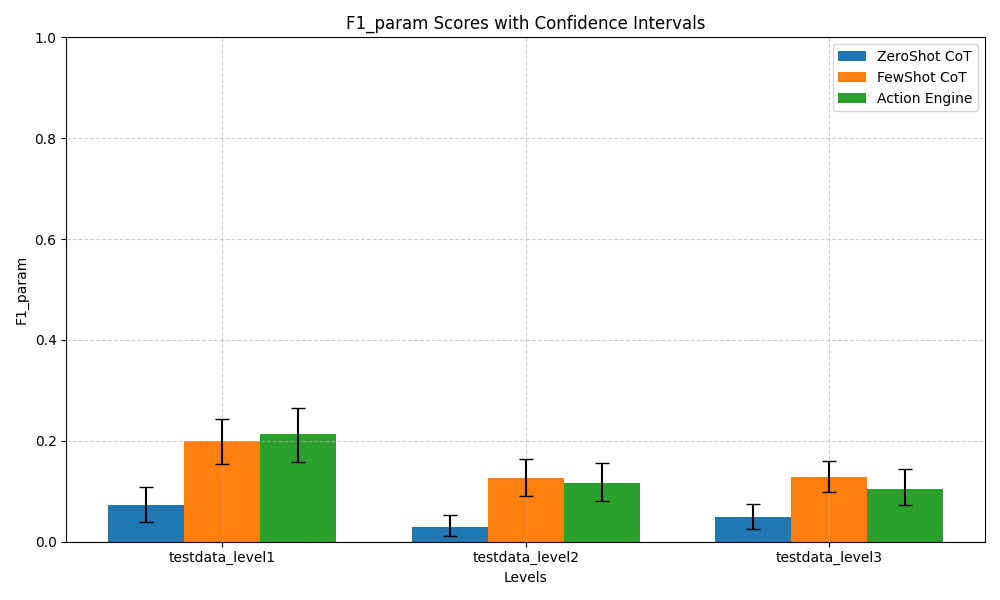 F1_param Scores with Confidence Intervals
ZeroShot CoT
FewShot CoT
Action Engine
F1_param
1.0
0.8
0.6
0.4
0.2
0.0
testdata_level1
testdata_level2
testdata_level3
Levels